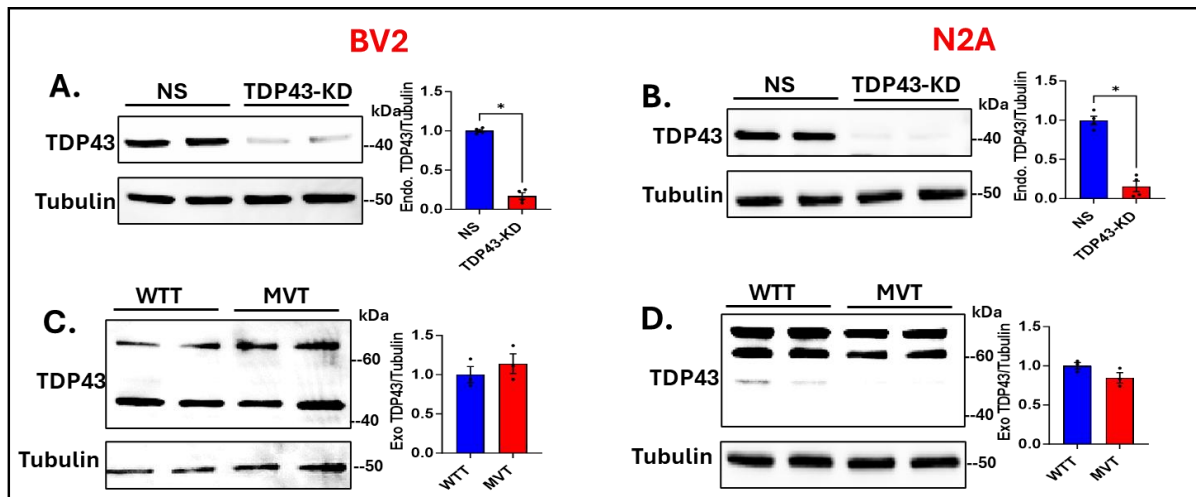 BV2
N2A
A.
NS TDP43-KD
kDa
TDP43
--40
Tubulin
--50
Endo. TDP43/Tubulin
1.5
1.0
0.5
0.0
*
NS
TDP43-KD
B.
NS TDP43-KD
kDa
TDP43
--40
Tubulin
--50
Endo. TDP43/Tubulin
1.5
1.0
0.5
0.0
*
NS
TDP43-KD
C.
WTT MVT
kDa
--60
TDP43
--40
Tubulin
--50
Exo TDP43/Tubulin
1.5
1.0
0.5
0.0
WTT
MVT
D.
WTT MVT
kDa
--60
TDP43
--40
Tubulin
--50
Exo TDP43/Tubulin
1.5
1.0
0.5
0.0
WTT
MVT